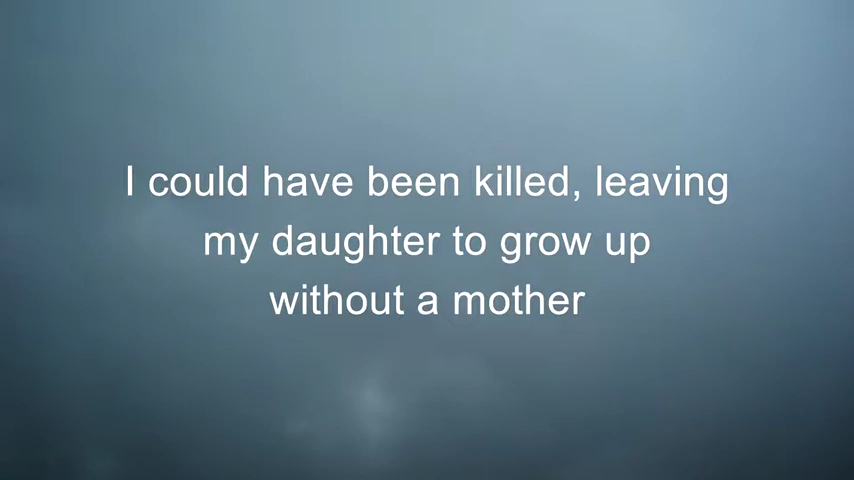 I could have been killed, leaving
my daughter to grow up
without a mother